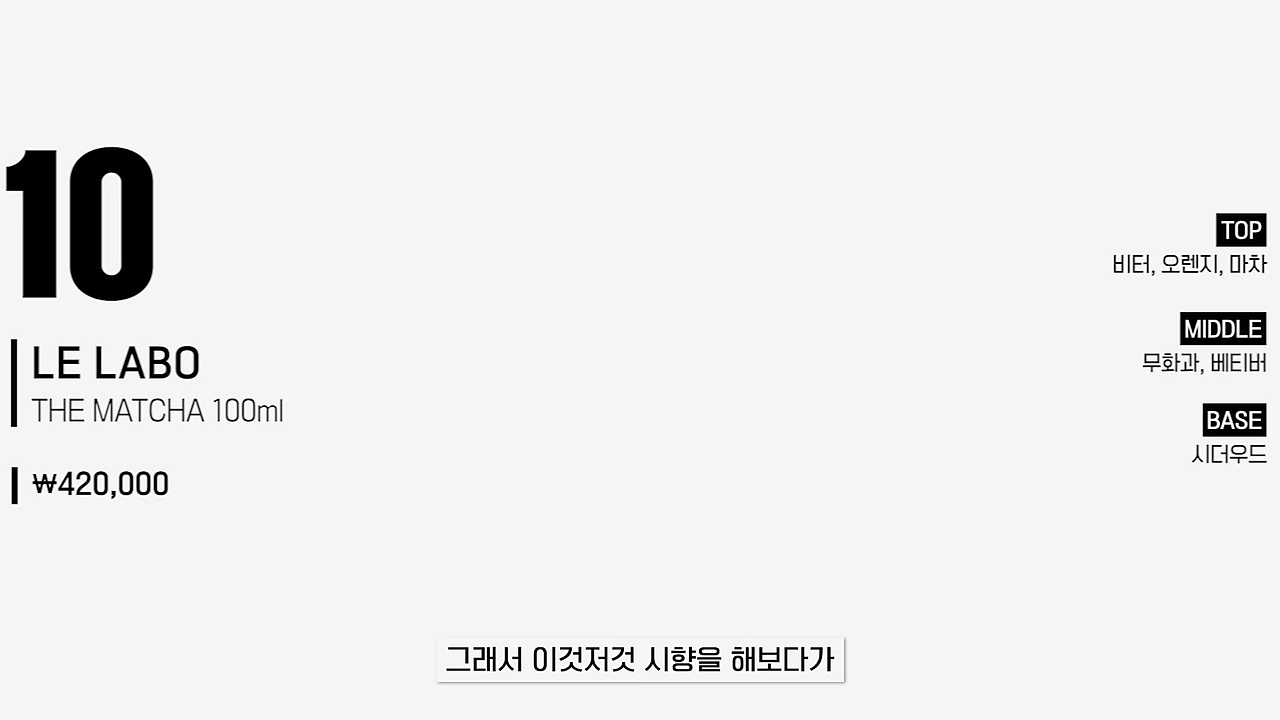 10
LE LABO
THE MATCHA 100ml
₩420,000
TOP
비터, 오렌지, 마차
MIDDLE
무화과, 베티버
BASE
시더우드
그래서 이것저것 시향을 해보다가